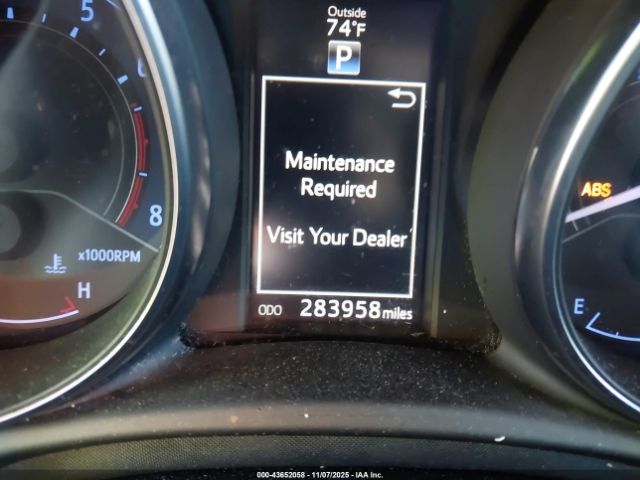 Outside
74°F
P
5
6
8
x1000RPM
H
Maintenance
Required
Visit Your Dealer
ODO 283958 miles
ABS
E
000-43652058 - 11/07/2025 - IAA Inc.